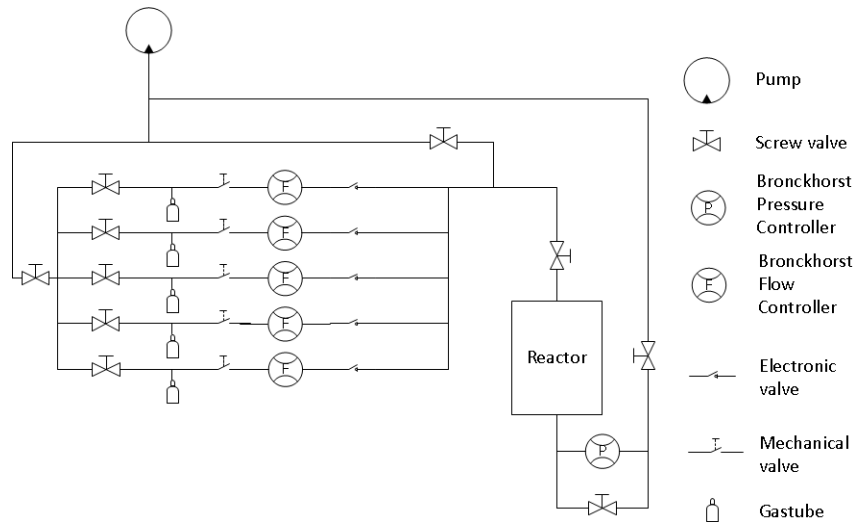 Pump
Screw valve
Bronckhorst
Pressure
Controller
P
Bronckhorst
Flow
Controller
F
F
F
F
F
F
Reactor
P
Electronic
valve
Mechanical
valve
Gastube